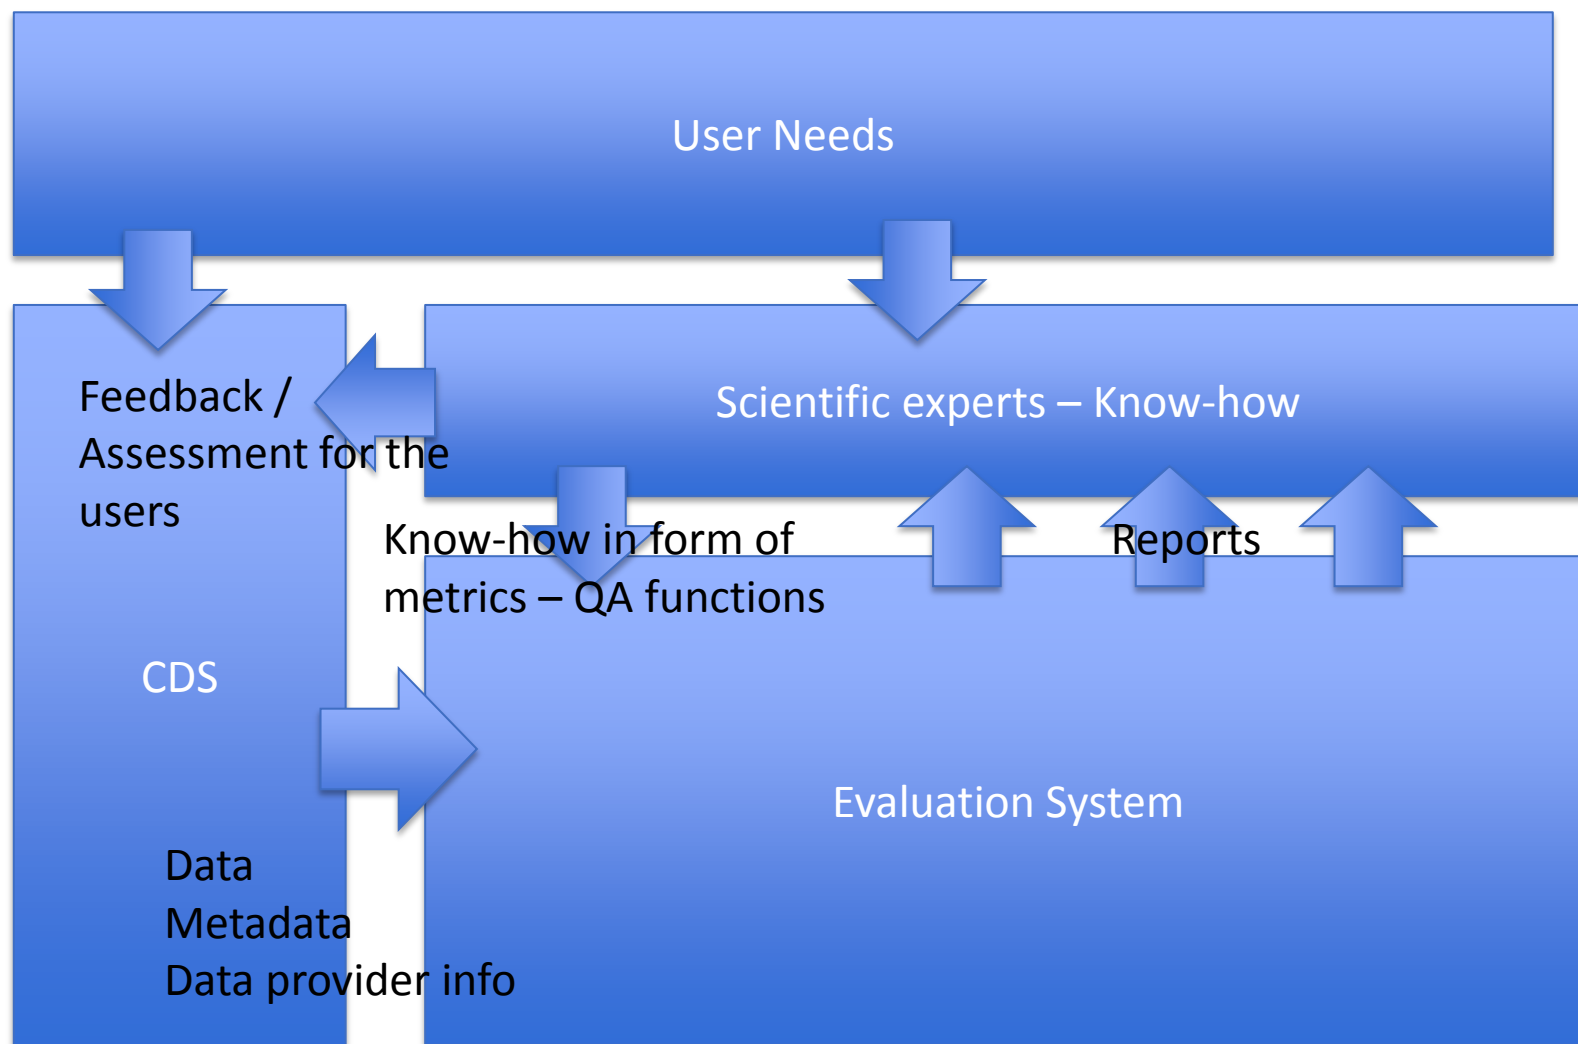 User Needs
Feedback /
Assessment for the
users
Scientific experts – Know-how
Know-how in form of
metrics – QA functions
Reports
CDS
Evaluation System
Data
Metadata
Data provider info